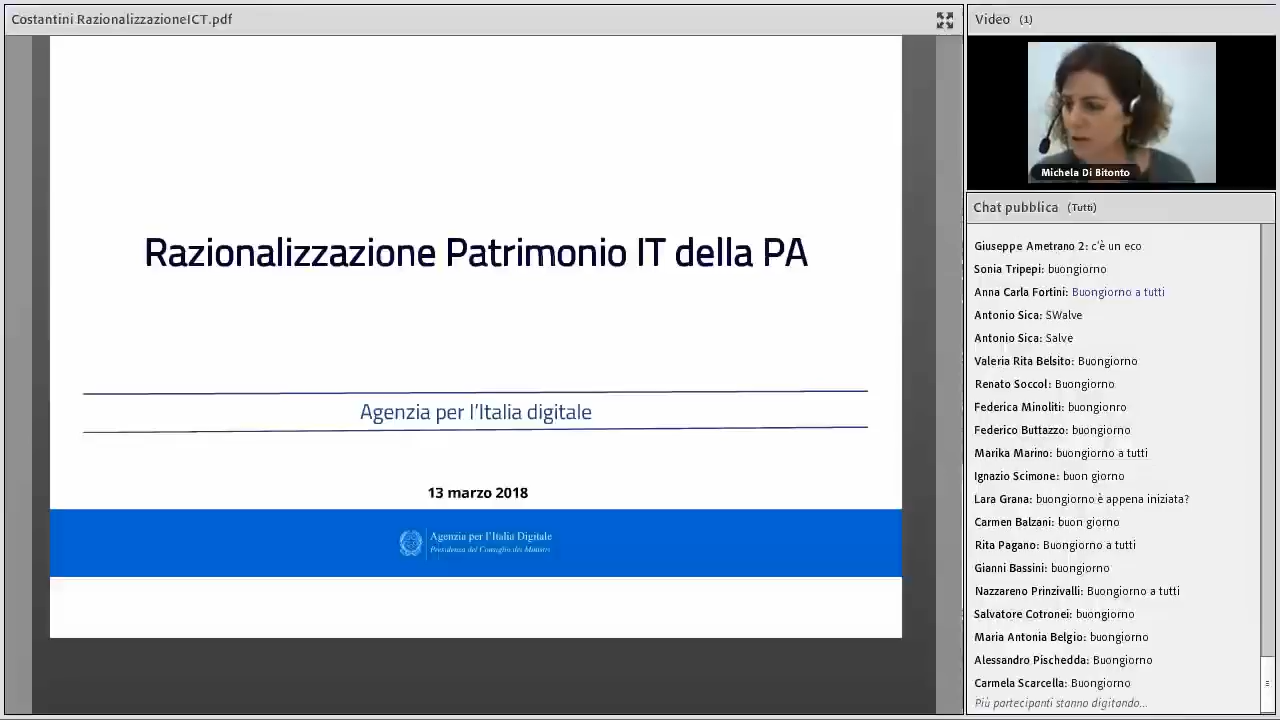 Costantini RazionalizzazioneICT.pdf
Razionalizzazione Patrimonio IT della PA
Agenzia per l'Italia digitale
13 marzo 2018
Agenzia per l'Italia Digitale
Presidenza del Consiglio dei Ministri
Video (1)
Michela Di Bitonto
Chat pubblica (Tutti)
Giuseppe Ametrano 2: c'è un eco
Sonia Tripepi: buongiorno
Anna Carla Fortini: Buongiorno a tutti
Antonio Sica: SWalve
Antonio Sica: Salve
Valeria Rita Belsito: Buongiorno
Renato Soccol: Buongiorno
Federica Minoliti: buongionro
Federico Buttazzo: buongiorno
Marika Marino: buongiorno a tutti
Ignazio Scimone: buon giorno
Lara Grana: buongiorno è appena iniziata?
Carmen Balzani: buon giorno
Rita Pagano: Buongiorno a tutti
Gianni Bassini: buongiorno
Nazzareno Prinzivalli: Buongiorno a tutti
Salvatore Cotronei: buongiorno
Maria Antonia Belgio: buongiorno
Alessandro Pischedda: Buongiorno
Carmela Scarcella: Buongiorno
Più partecipanti stanno digitando...